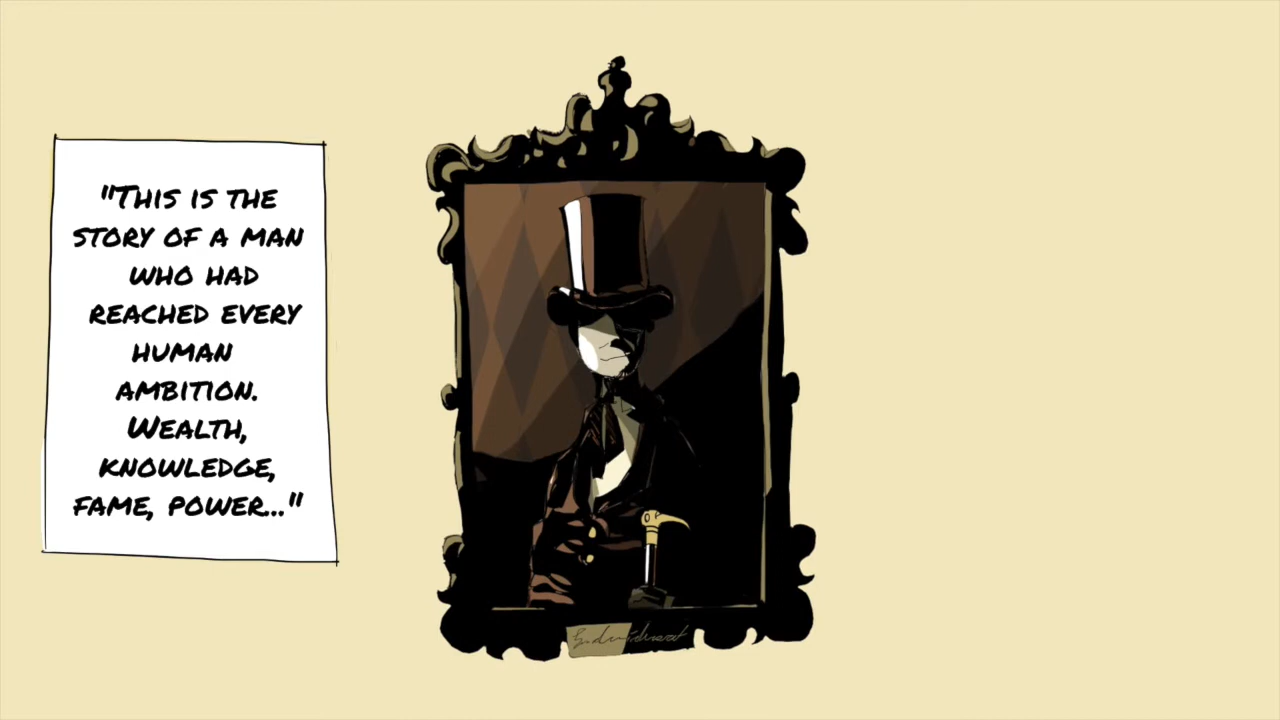 "This is the
story of a man
who had
reached every
human
ambition.
Wealth,
knowledge,
fame, power..."